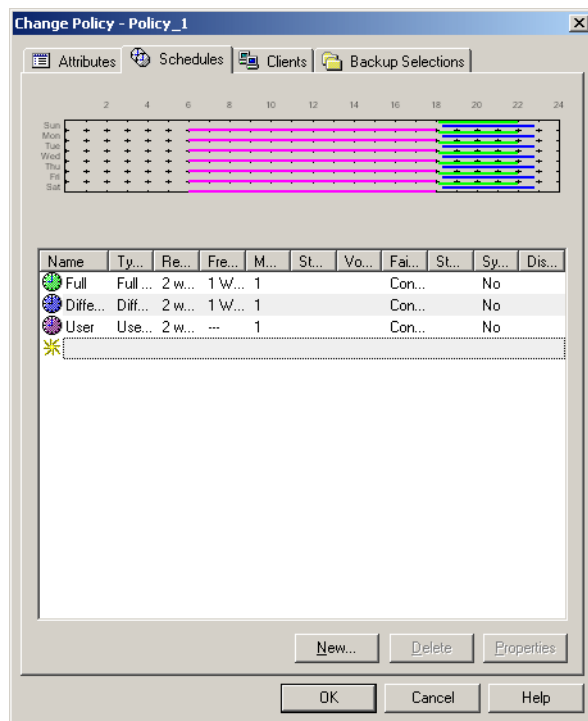 Change Policy - Policy_1
Attributes Schedules Clients Backup Selections
2 4 6 8 10 12 14 16 18 20 22 24
Sun
Mon
Tue
Wed
Thu
Fri
Sat
Name Ty... Re... Fre... M... St... Vo... Fai... St... Sy... Dis...
Full Full ... 2 w... 1 W... 1 Con... No
Diffe... Diff... 2 w... 1 W... 1 Con... No
User Use... 2 w... --- 1 Con... No
New... Delete Properties
OK Cancel Help